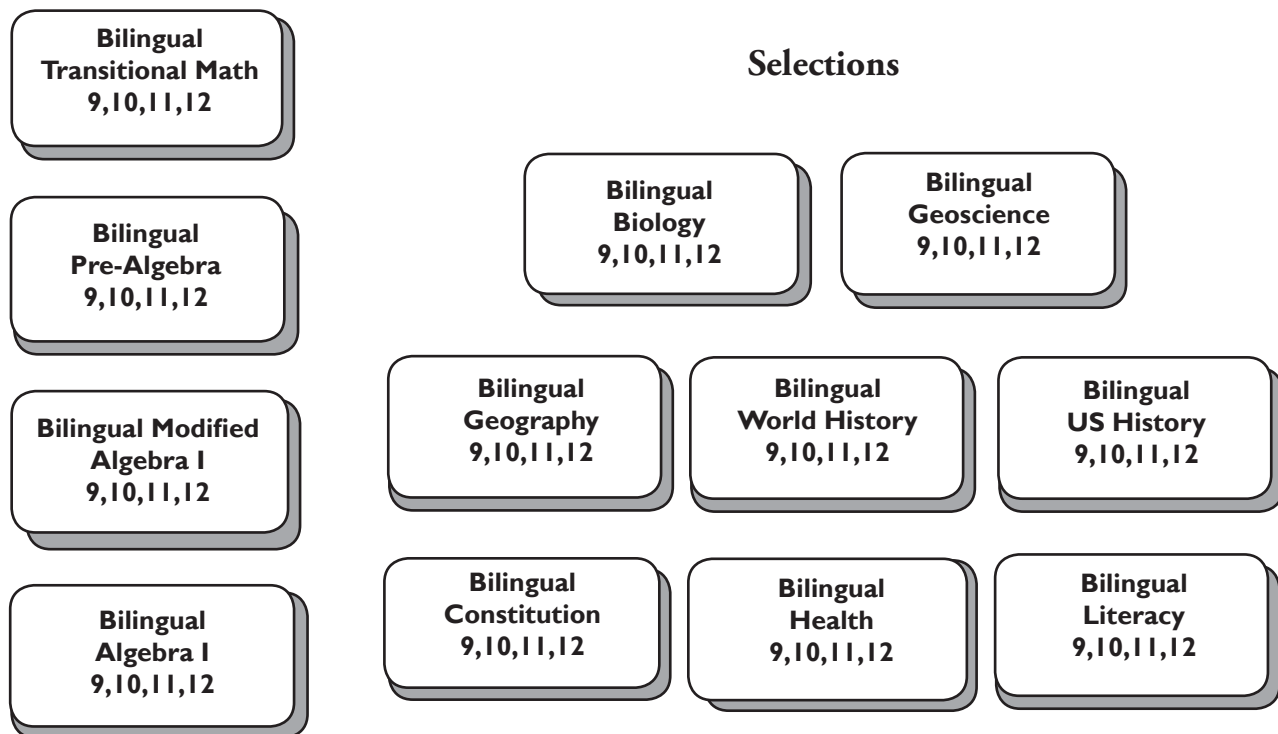 Bilingual
Transitional Math
9,10,11,12
Bilingual
Pre-Algebra
9,10,11,12
Bilingual Modified
Algebra I
9,10,11,12
Bilingual
Algebra I
9,10,11,12
Selections
Bilingual
Biology
9,10,11,12
Bilingual
Geoscience
9,10,11,12
Bilingual
Geography
9,10,11,12
Bilingual
World History
9,10,11,12
Bilingual
US History
9,10,11,12
Bilingual
Constitution
9,10,11,12
Bilingual
Health
9,10,11,12
Bilingual
Literacy
9,10,11,12